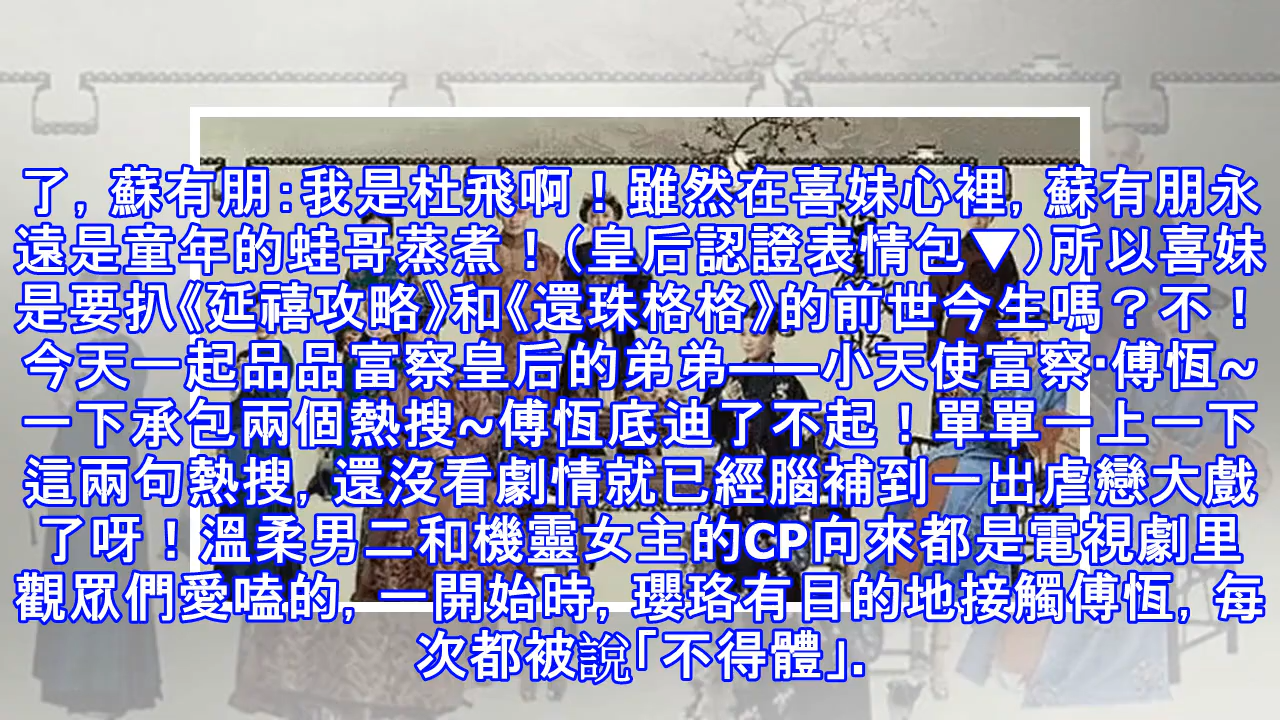 了,蘇有朋:我是杜飛啊!雖然在喜妹心裡,蘇有朋永
遠是童年的蛙哥蒸煮!(皇后認證表情包▼)所以喜妹
是要扒《延禧攻略》和《還珠格格》的前世今生嗎?不!
今天一起品品富察皇后的弟弟——小天使富察·傅恆~
一下承包兩個熱搜~傅恆底迪了不起!單單一上一下
這兩句熱搜,還沒看劇情就已經腦補到一出虐戀大戲
了呀!溫柔男二和機靈女主的CP向來都是電視劇里
觀眾們愛嗑的,一開始時,瓔珞有目的地接觸傅恆,每
次都被說「不得體」.